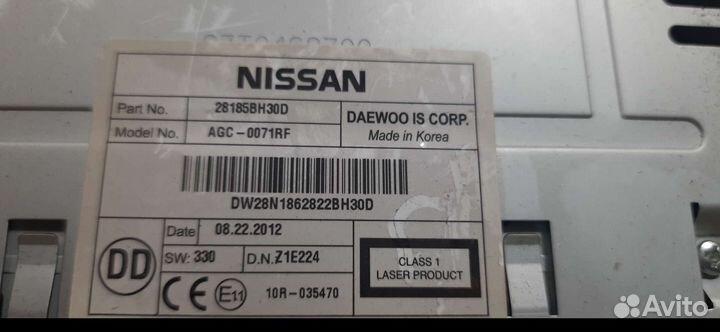 NISSAN
Part No. 28185BH30D
Model No. AGC-0071RF
DAEWOO IS CORP.
Made in Korea
DW28N1862822BH30D
DD
Date 08.22.2012
SW: 330 D.N. Z1E224
CE E11 10R-035470
CLASS 1
LASER PRODUCT
Avito